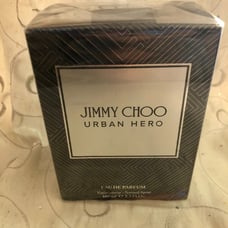 JIMMY CHOO
URBAN HERO
EAU DE PARFUM